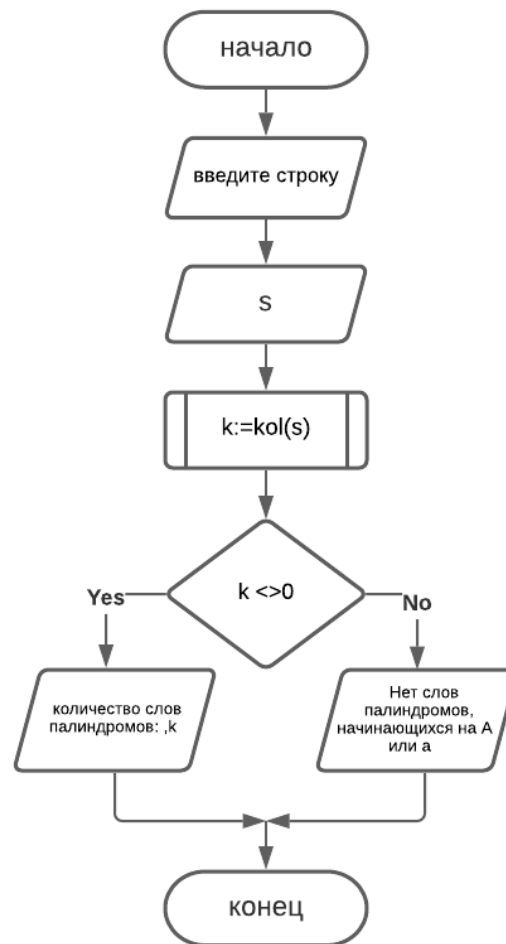 начало
введите строку
s
k:=kol(s)
k <>0
Yes
No
количество слов
палиндромов: ,k
Нет слов
палиндромов,
начинающихся на А
или а
конец